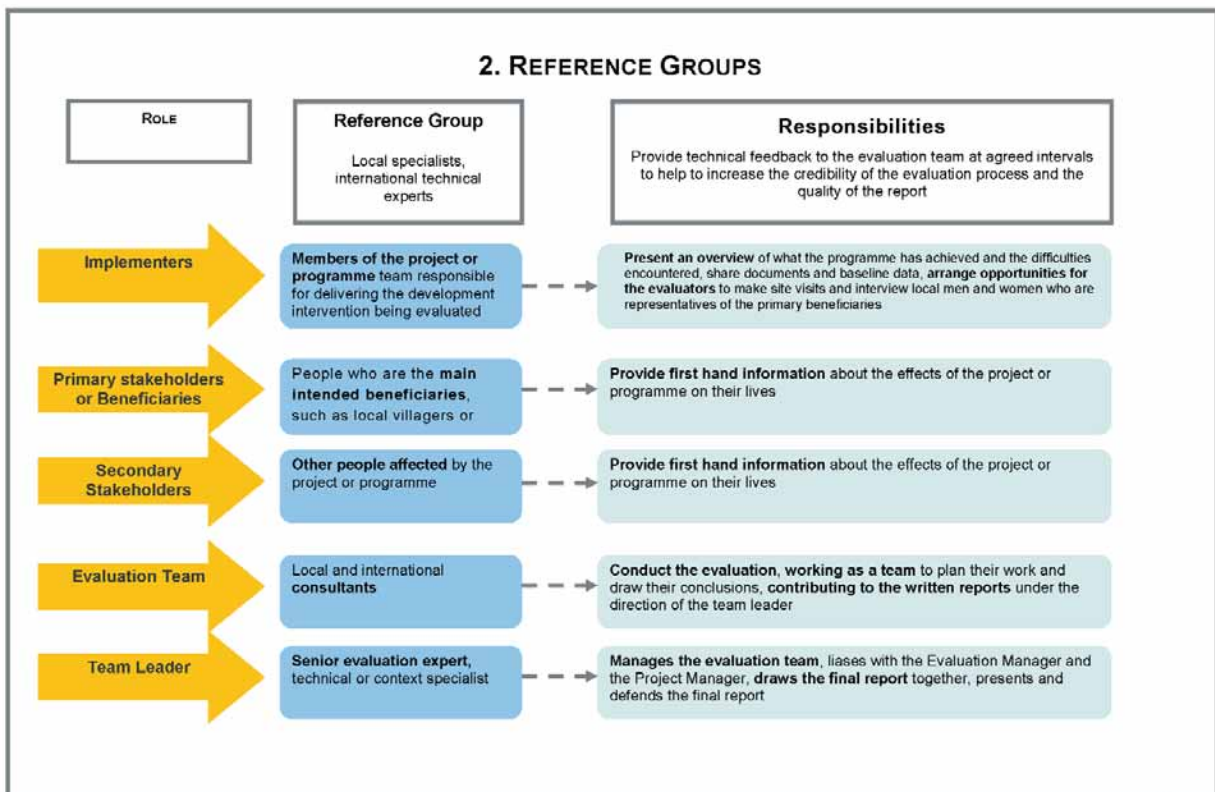 2. REFERENCE GROUPS
ROLE
Reference Group
Local specialists,
international technical
experts
Responsibilities
Provide technical feedback to the evaluation team at agreed intervals
to help to increase the credibility of the evaluation process and the
quality of the report
Implementers
Members of the project or
programme team responsible
for delivering the development
intervention being evaluated
Present an overview of what the programme has achieved and the difficulties
encountered, share documents and baseline data, arrange opportunities for
the evaluators to make site visits and interview local men and women who are
representatives of the primary beneficiaries
Primary stakeholders
or Beneficiaries
People who are the main
intended beneficiaries,
such as local villagers or
Provide first hand information about the effects of the project or
programme on their lives
Secondary
Stakeholders
Other people affected by the
project or programme
Provide first hand information about the effects of the project or
programme on their lives
Evaluation Team
Local and international
consultants
Conduct the evaluation, working as a team to plan their work and
draw their conclusions, contributing to the written reports under the
direction of the team leader
Team Leader
Senior evaluation expert,
technical or context specialist
Manages the evaluation team, liases with the Evaluation Manager and
the Project Manager, draws the final report together, presents and
defends the final report